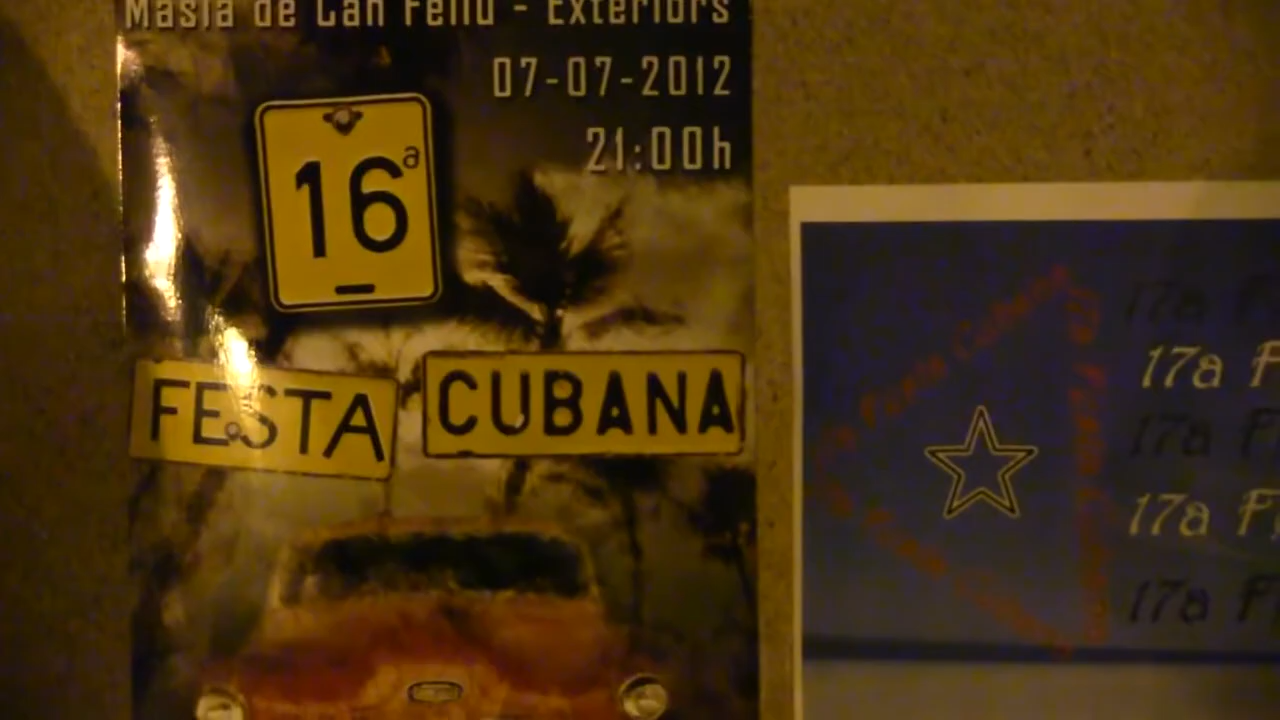 Masia de Can Feliu - Exteriors
07-07-2012
21:00h
16ª
FESTA
CUBANA
17a F
17a F
17a F
17a F
17a F